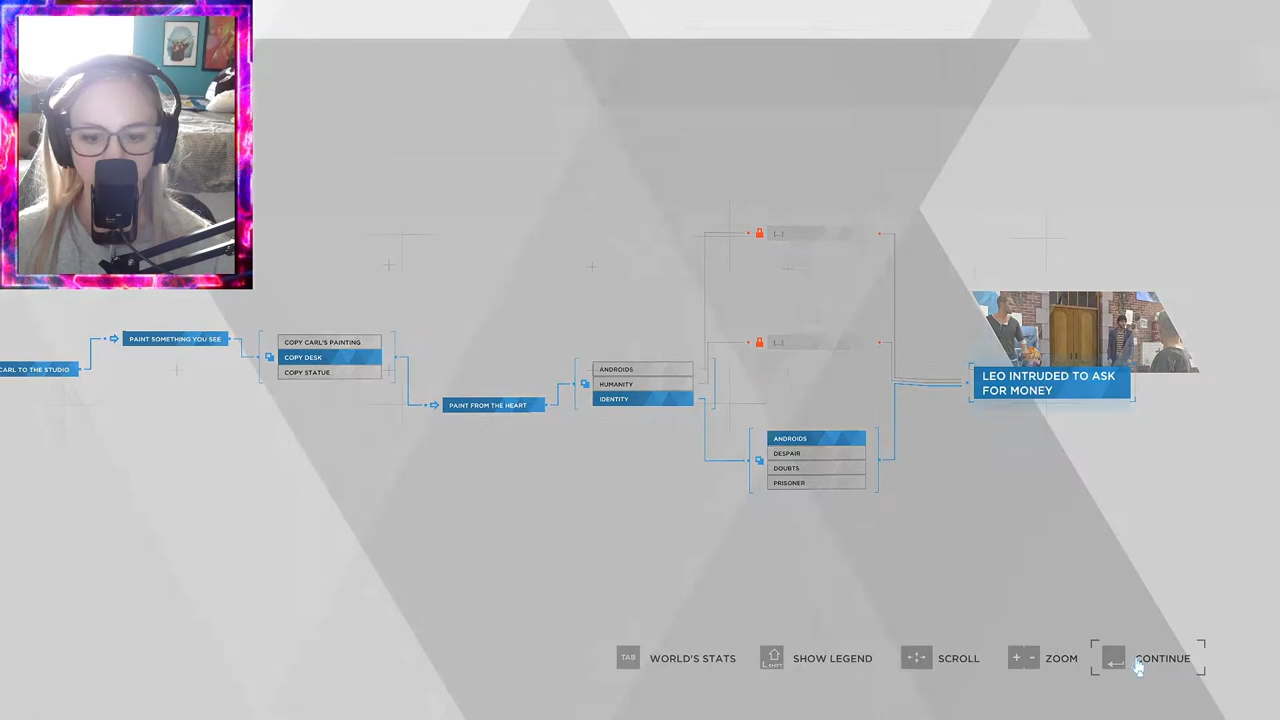 CARL TO THE STUDIO
PAINT SOMETHING YOU SEE
COPY CARL'S PAINTING
COPY DESK
COPY STATUE
PAINT FROM THE HEART
ANDROIDS
HUMANITY
IDENTITY
[...]
[...]
ANDROIDS
DESPAIR
DOUBTS
PRISONER
LEO INTRUDED TO ASK
FOR MONEY
TAB WORLD'S STATS
L SHIFT SHOW LEGEND
SCROLL
+ - ZOOM
CONTINUE